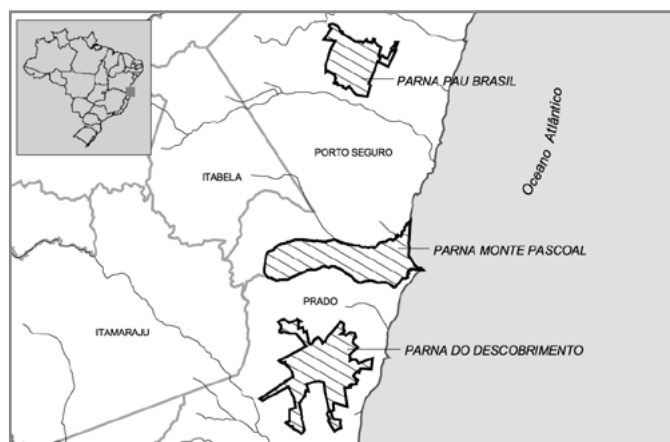 PARNA PAU BRASIL
Oceano Atlântico
PORTO SEGURO
ITABELA
PARNA MONTE PASCOAL
PRADO
ITAMARAJU
PARNA DO DESCOBRIMENTO